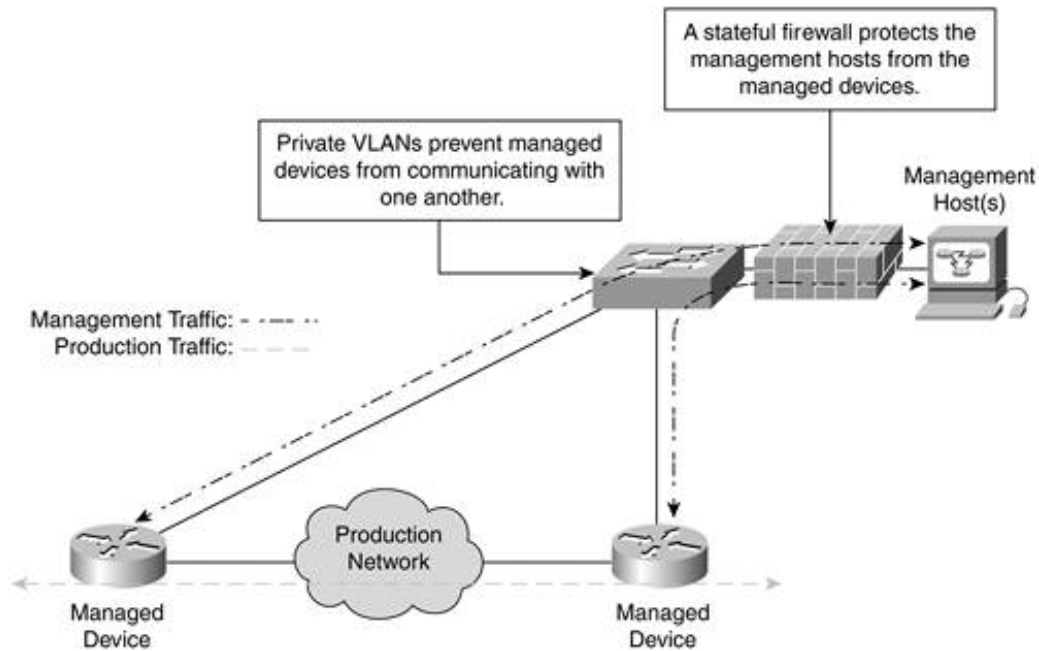 A stateful firewall protects the
management hosts from the
managed devices.
Private VLANs prevent managed
devices from communicating with
one another.
Management
Host(s)
Management Traffic:
Production Traffic:
Production
Network
Managed
Device
Managed
Device